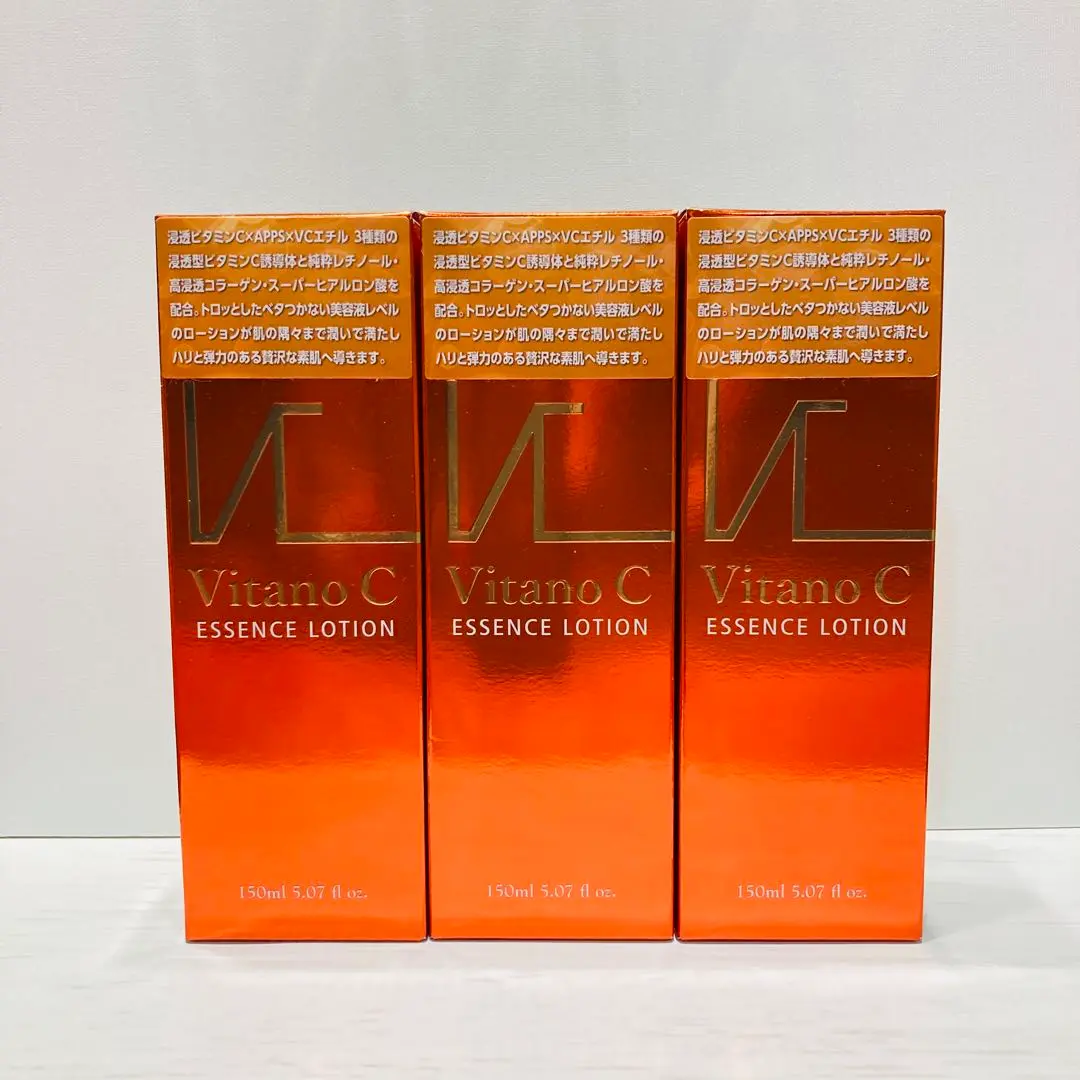 浸透ビタミンC×APPS×VCエチル 3種類の
浸透型ビタミンC誘導体と純粋レチノール・
高浸透コラーゲン・スーパーヒアルロン酸を
配合。トロッとしたベタつかない美容液レベル
のローションが肌の隅々まで潤いで満たし
ハリと弾力のある贅沢な素肌へ導きます。
VC
Vitano C
ESSENCE LOTION
150ml 5.07 fl oz.
浸透ビタミンC×APPS×VCエチル 3種類の
浸透型ビタミンC誘導体と純粋レチノール・
高浸透コラーゲン・スーパーヒアルロン酸を
配合。トロッとしたベタつかない美容液レベル
のローションが肌の隅々まで潤いで満たし
ハリと弾力のある贅沢な素肌へ導きます。
VC
Vitano C
ESSENCE LOTION
150ml 5.07 fl oz.
浸透ビタミンC×APPS×VCエチル 3種類の
浸透型ビタミンC誘導体と純粋レチノール・
高浸透コラーゲン・スーパーヒアルロン酸を
配合。トロッとしたベタつかない美容液レベル
のローションが肌の隅々まで潤いで満たし
ハリと弾力のある贅沢な素肌へ導きます。
VC
Vitano C
ESSENCE LOTION
150ml 5.07 fl oz.